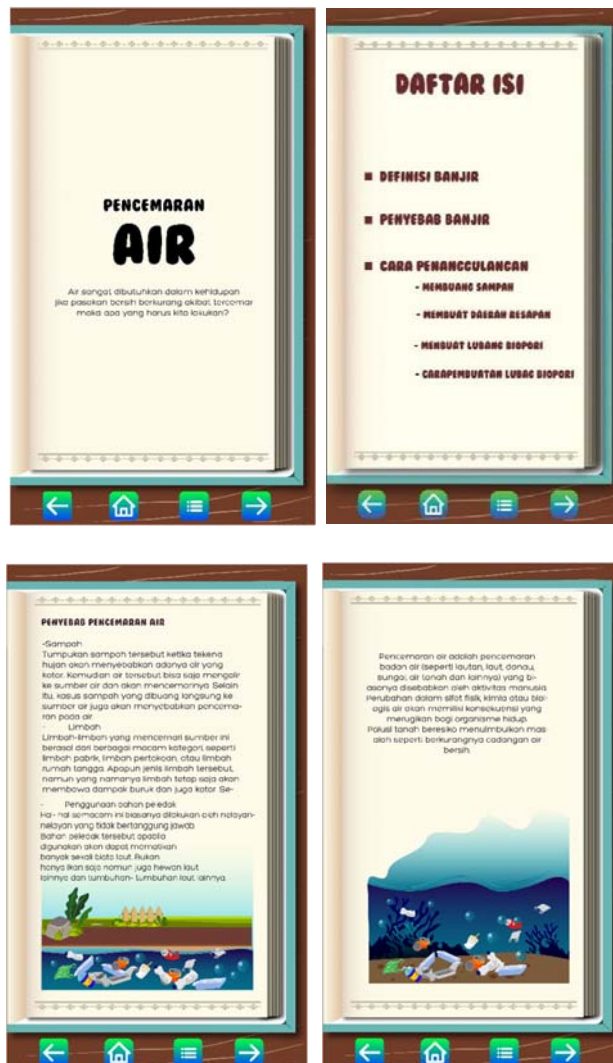 PENCEMARAN
AIR
Air sangat dibutuhkan dalam kehidupan
jika pasokan bersih berkurang akibat tercemar
maka apa yang harus kita lakukan?
DAFTAR ISI
■ DEFINISI BANJIR
■ PENYEBAB BANJIR
■ CARA PENANGGULANGAN
- MEMBUANG SAMPAH
- MEMBUAT DAERAH RESAPAN
- MENBUAT LUBANG BIOPORI
- CARAPEMBUATAN LUBAG BIOPORI
PENYEBAB PENCEMARAN AIR
-Sampah
Tumpukan sampah tersebut ketika tekena
hujan akan menyebabkan adanya air yang
kotor. Kemudian air tersebut bisa saja mengalir
ke sumber air dan akan mencemarinya. Selain
itu, kasus sampah yang dibuang langsung ke
sumber air juga akan menyebabkan pencema-
ran pada air
- Limbah
Limbah-limbah yang mencemari sumber ini
berasal dari berbagai macam kategori, seperti
limbah pabrik, limbah pertokoan, atau limbah
rumah tangga. Apapun jenis limbah tersebut,
namun yang namanya limbah tetap saja akan
membawa dampak buruk dan juga kotor. Se-
- Penggunaan bahan peledak
Hal- hal semacam ini biasanya dilakukan oleh nelayan-
nelayan yang tidak bertanggung jawab.
Bahan peledak tersebut apabila
digunakan akan dapat mematikan
banyak sekali biota laut. Bukan
hanya ikan saja namun juga hewan laut
lainnya dan tumbuhan- tumbuhan laut lainnya.
Pencemaran air adalah pencemaran
badan air (seperti lautan, laut, danau,
sungai, air tanah dan lainnya) yang bi-
asanya disebabkan oleh aktivitas manusia.
Perubahan dalam sifat fisik, kimia atau biol-
ogis air akan memiliki konsekuensi yang
merugikan bagi organisme hidup.
Polusi tanah beresiko menuimbulkan mas
alah seperti berkurangnya cadangan air
bersih.